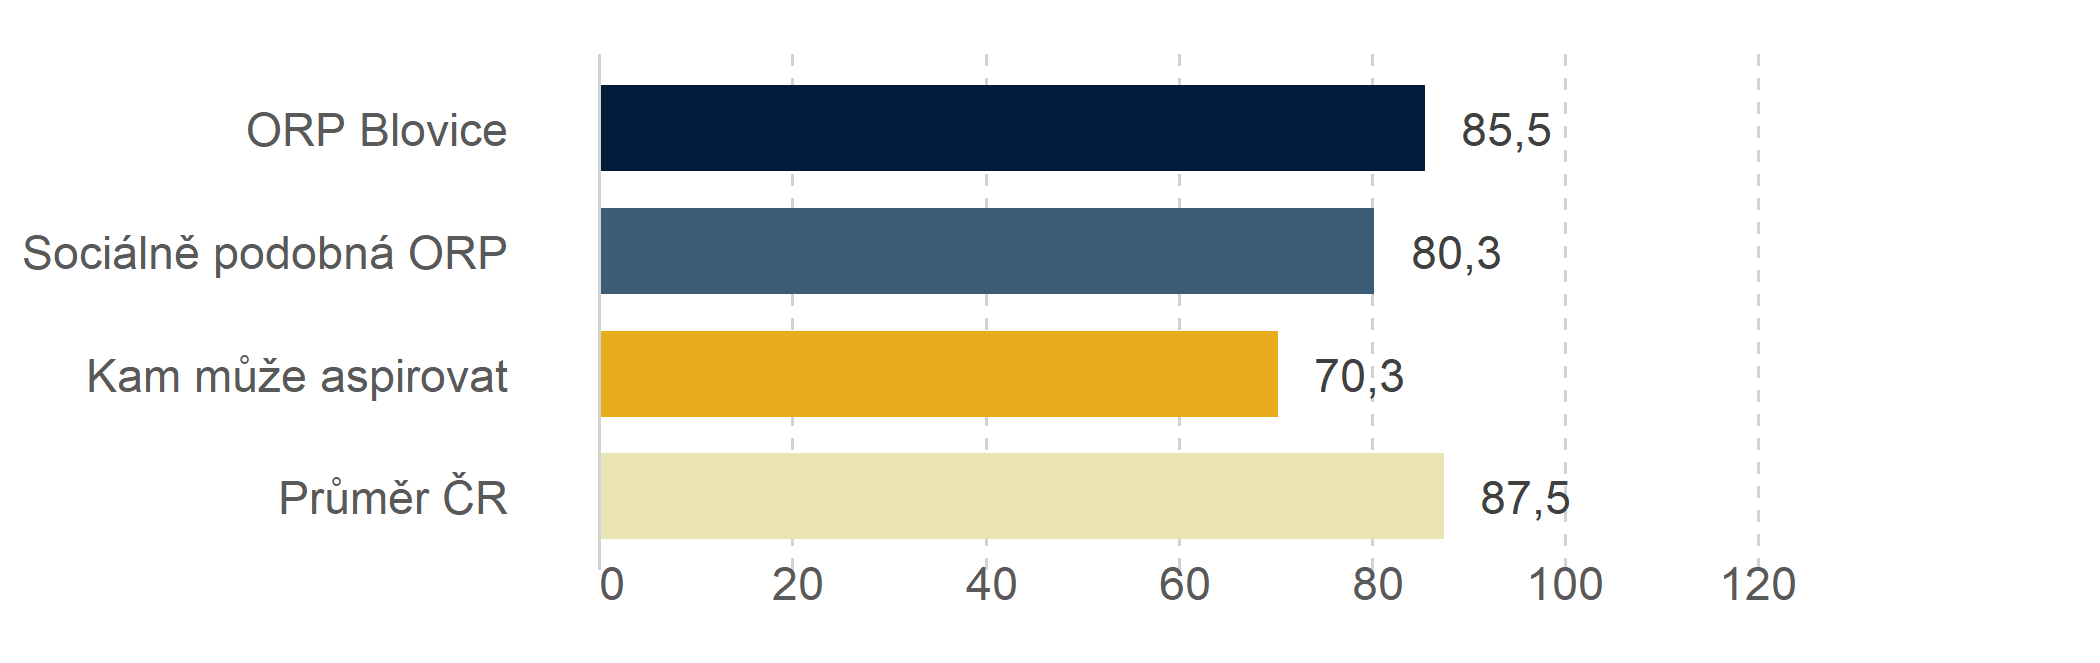 ORP Blovice 85,5
Sociálně podobná ORP 80,3
Kam může aspirovat 70,3
Průměr ČR 87,5
0 20 40 60 80 100 120